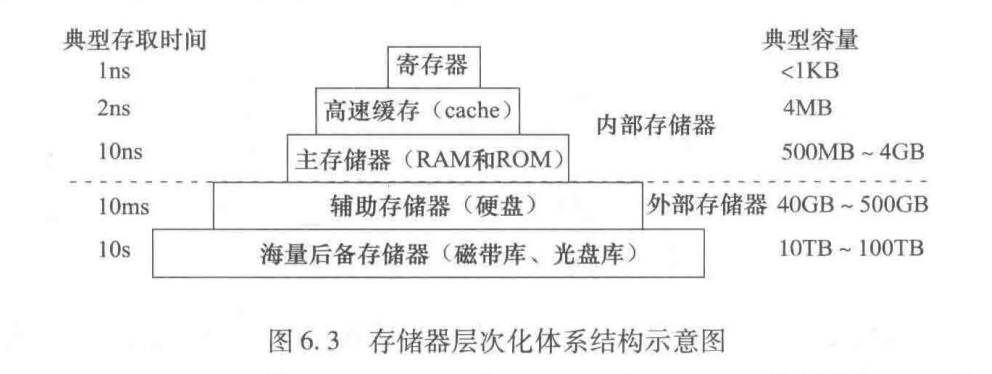 典型存取时间 典型容量
1ns 寄存器 <1KB
2ns 高速缓存（cache） 4MB
内部存储器
10ns 主存储器（RAM和ROM） 500MB ~ 4GB
10ms 辅助存储器（硬盘） 外部存储器 40GB ~ 500GB
10s 海量后备存储器（磁带库、光盘库） 10TB ~ 100TB
图 6.3 存储器层次化体系结构示意图